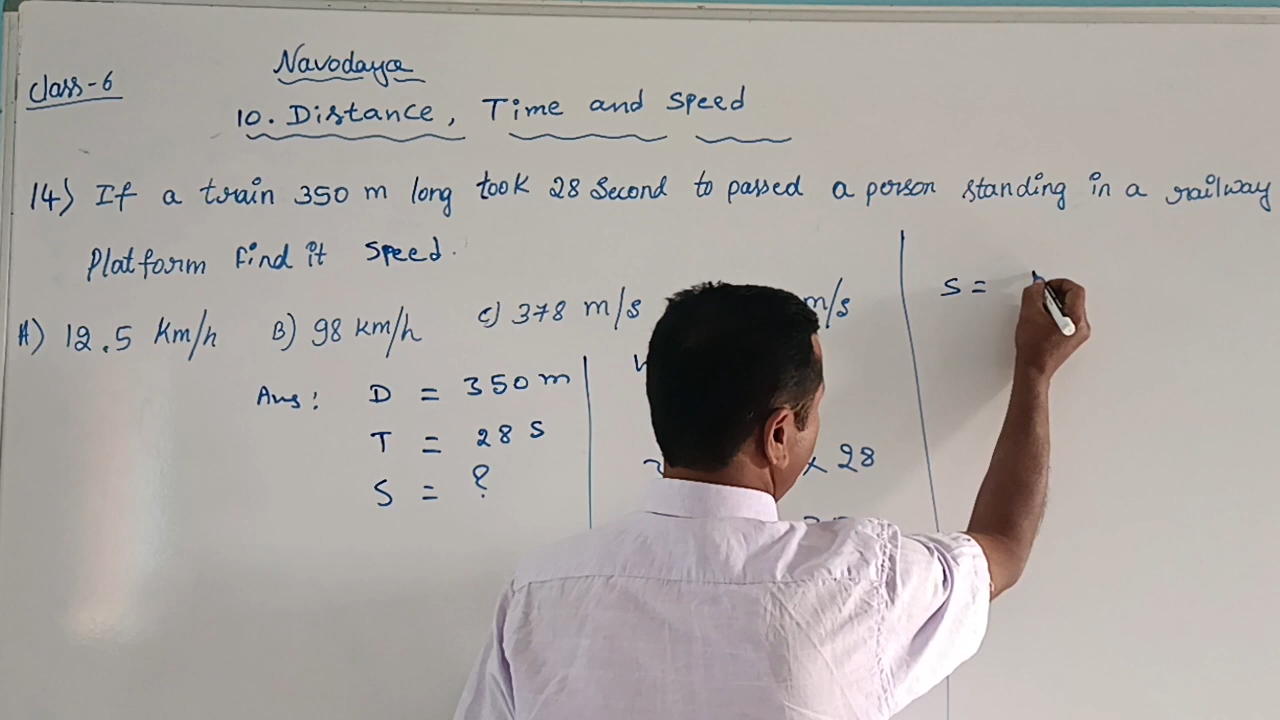 Class-6
Navodaya
10. Distance, Time and Speed
14) If a train 350 m long took 28 Second to passed a person standing in a railway
Platform find it speed.
A) 12.5 Km/h B) 98 km/h c) 378 m/s m/s
Ans: D = 350 m
T = 28 s
S = ?
x 28
S =